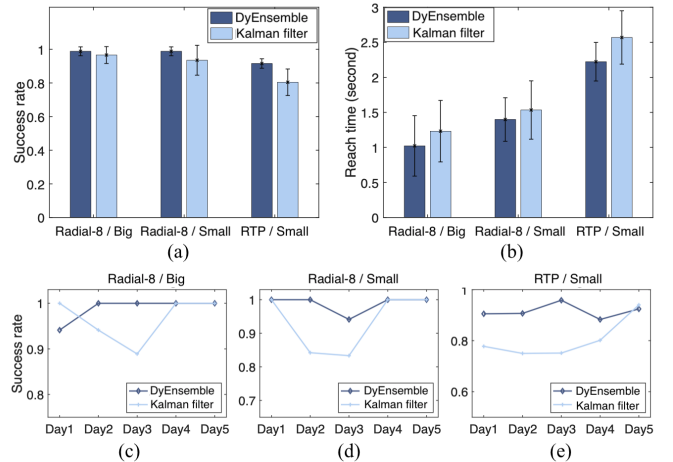 DyEnsemble
Kalman filter
Success rate
1
0.8
0.6
0.4
0.2
0
Radial-8 / Big
Radial-8 / Small
RTP / Small
(a)
DyEnsemble
Kalman filter
Reach time (second)
3
2.5
2
1.5
1
0.5
0
Radial-8 / Big
Radial-8 / Small
RTP / Small
(b)
Radial-8 / Big
Success rate
1
0.9
0.8
DyEnsemble
Kalman filter
Day1 Day2 Day3 Day4 Day5
(c)
Radial-8 / Small
1
0.9
0.8
0.7
DyEnsemble
Kalman filter
Day1 Day2 Day3 Day4 Day5
(d)
RTP / Small
1
0.8
0.6
DyEnsemble
Kalman filter
Day1 Day2 Day3 Day4 Day5
(e)